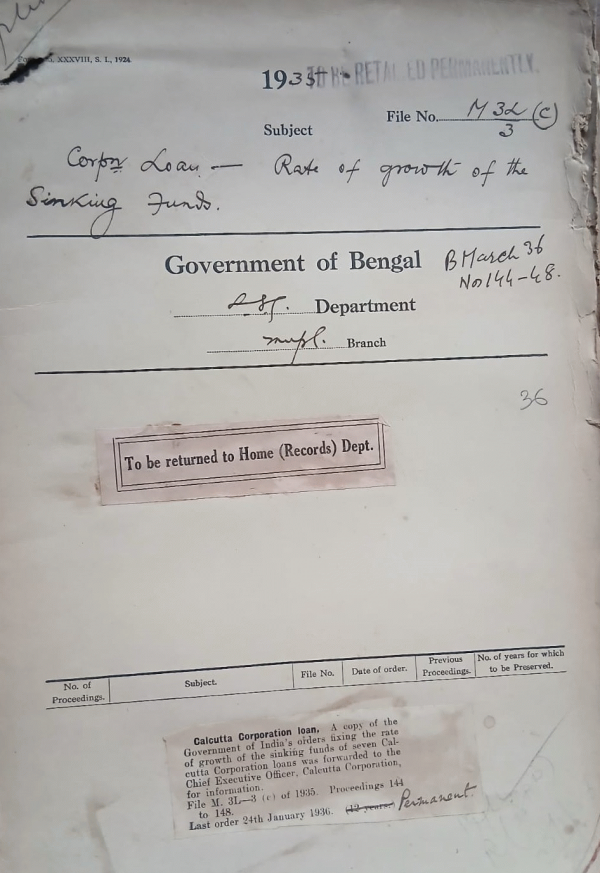 XXXVIII, S. L., 1924
1935 TO BE RETAINED PERMANENTLY.
File No. M 3L (C)
3
Subject
Corpn Loan — Rate of growth of the
Sinking Funds.
Government of Bengal
B March 36
Nos 144-48.
Department
Munpl. Branch
36
To be returned to Home (Records) Dept.
No. of Proceedings. Subject. File No. Date of order. Previous Proceedings. No. of years for which to be Preserved.
Calcutta Corporation loan. A copy of the
Government of India's orders fixing the rate
of growth of the sinking funds of seven Cal-
cutta Corporation loans was forwarded to the
Chief Executive Officer, Calcutta Corporation,
for information.
File M. 3L—3 (c) of 1935. Proceedings 144
to 148.
Last order 24th January 1936. (12 years.) Permanent.